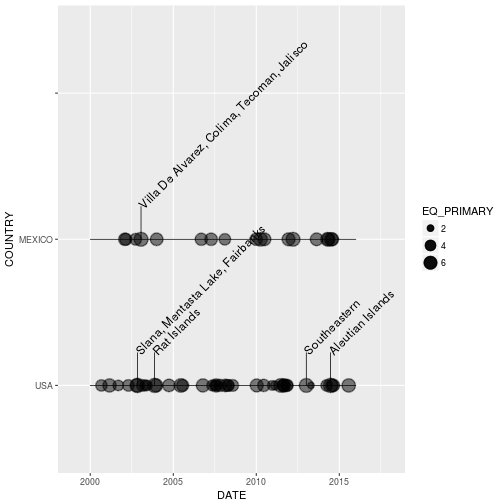 Villa De Alvarez, Colima, Tecoman, Jalisco
COUNTRY
MEXICO
Slana, Mentasta Lake, Fairbanks
Rat Islands
Southeastern
Aleutian Islands
USA
2000 2005 2010 2015
DATE
EQ_PRIMARY
2
4
6